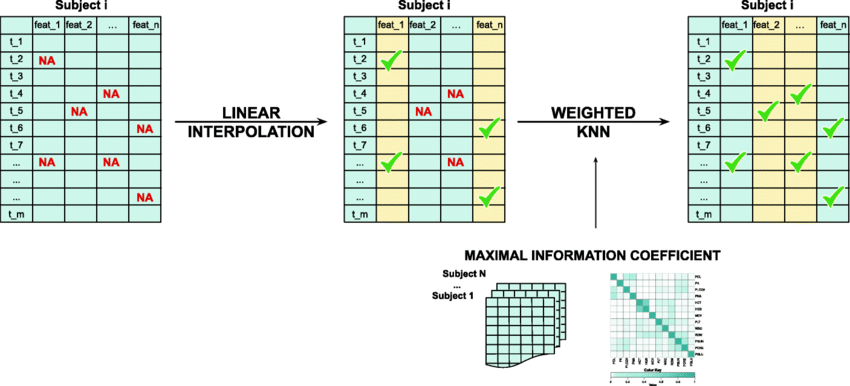 Subject i
feat_1 feat_2 ... feat_n
t_1
t_2 NA
t_3
t_4 NA
t_5 NA
t_6 NA
t_7
... NA NA
...
... NA
t_m
LINEAR
INTERPOLATION
Subject i
feat_1 feat_2 ... feat_n
t_1
t_2
t_3
t_4 NA
t_5 NA
t_6
t_7
... NA
...
...
t_m
WEIGHTED
KNN
Subject i
feat_1 feat_2 ... feat_n
t_1
t_2
t_3
t_4
t_5
t_6
t_7
...
...
...
t_m
MAXIMAL INFORMATION COEFFICIENT
Subject N
...
Subject 1
Color Key